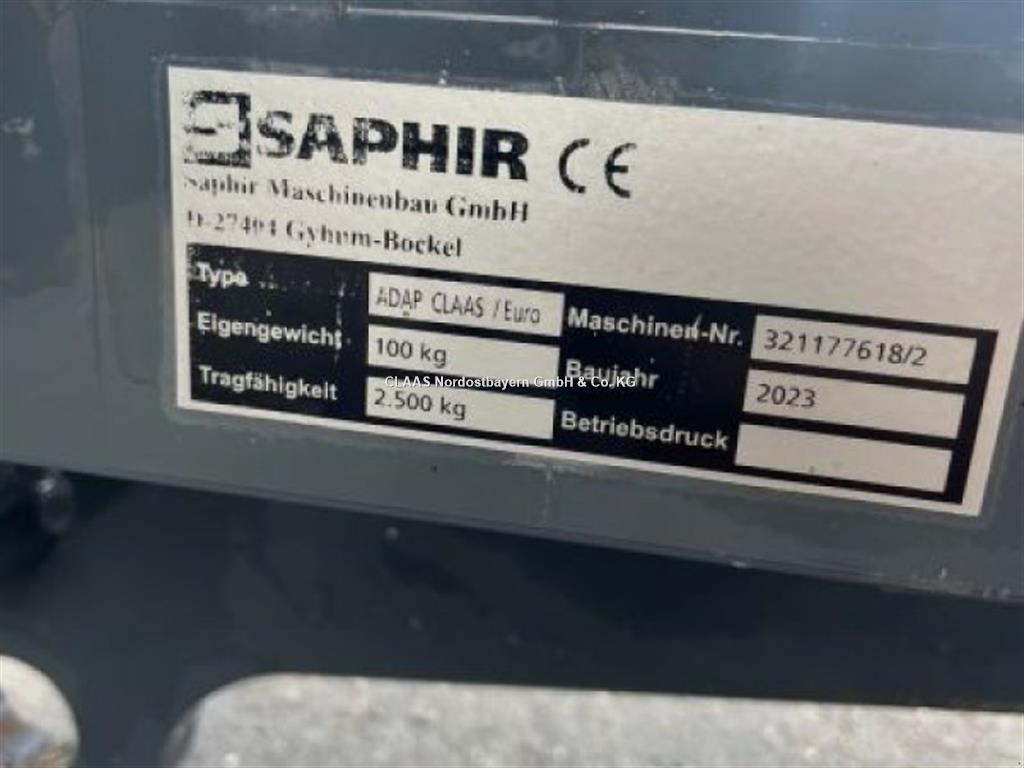 SAPHIR CE
Saphir Maschinenbau GmbH
D-27404 Gyhum-Bockel
Type ADAP CLAAS / Euro Maschinen-Nr. 321177618/2
Eigengewicht 100 kg Baujahr 2023
Tragfähigkeit 2.500 kg Betriebsdruck
CLAAS Nordostbayern GmbH & Co. KG